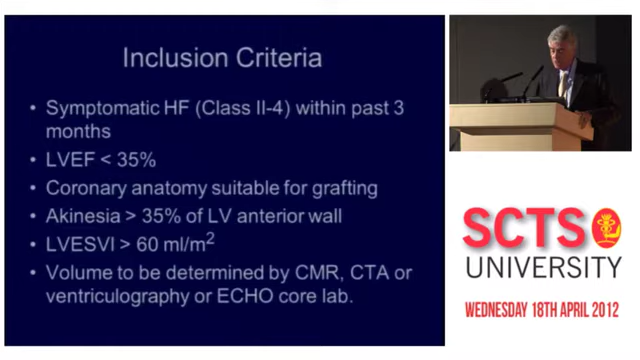 Inclusion Criteria
• Symptomatic HF (Class II-4) within past 3
months
• LVEF < 35%
• Coronary anatomy suitable for grafting
• Akinesia > 35% of LV anterior wall
• LVESVI > 60 ml/m²
• Volume to be determined by CMR, CTA or
ventriculography or ECHO core lab.
SCTS
UNIVERSITY
WEDNESDAY 18TH APRIL 2012